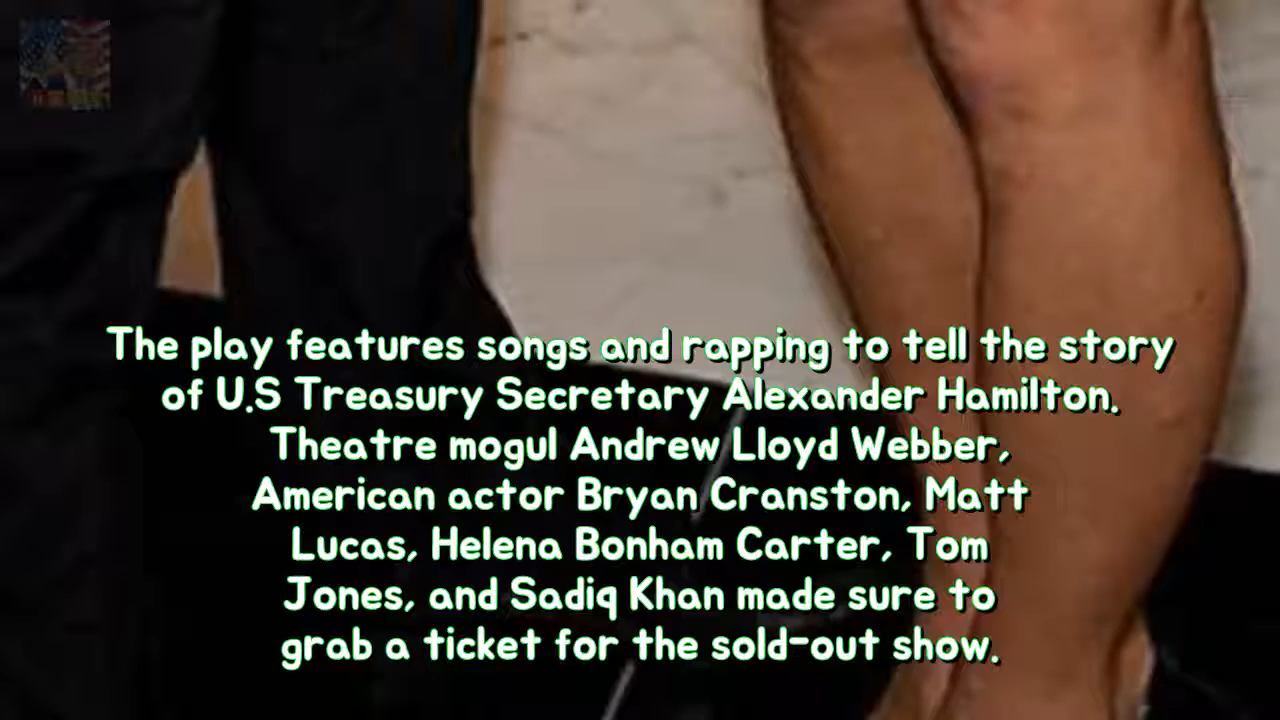 The play features songs and rapping to tell the story
of U.S Treasury Secretary Alexander Hamilton.
Theatre mogul Andrew Lloyd Webber,
American actor Bryan Cranston, Matt
Lucas, Helena Bonham Carter, Tom
Jones, and Sadiq Khan made sure to
grab a ticket for the sold-out show.